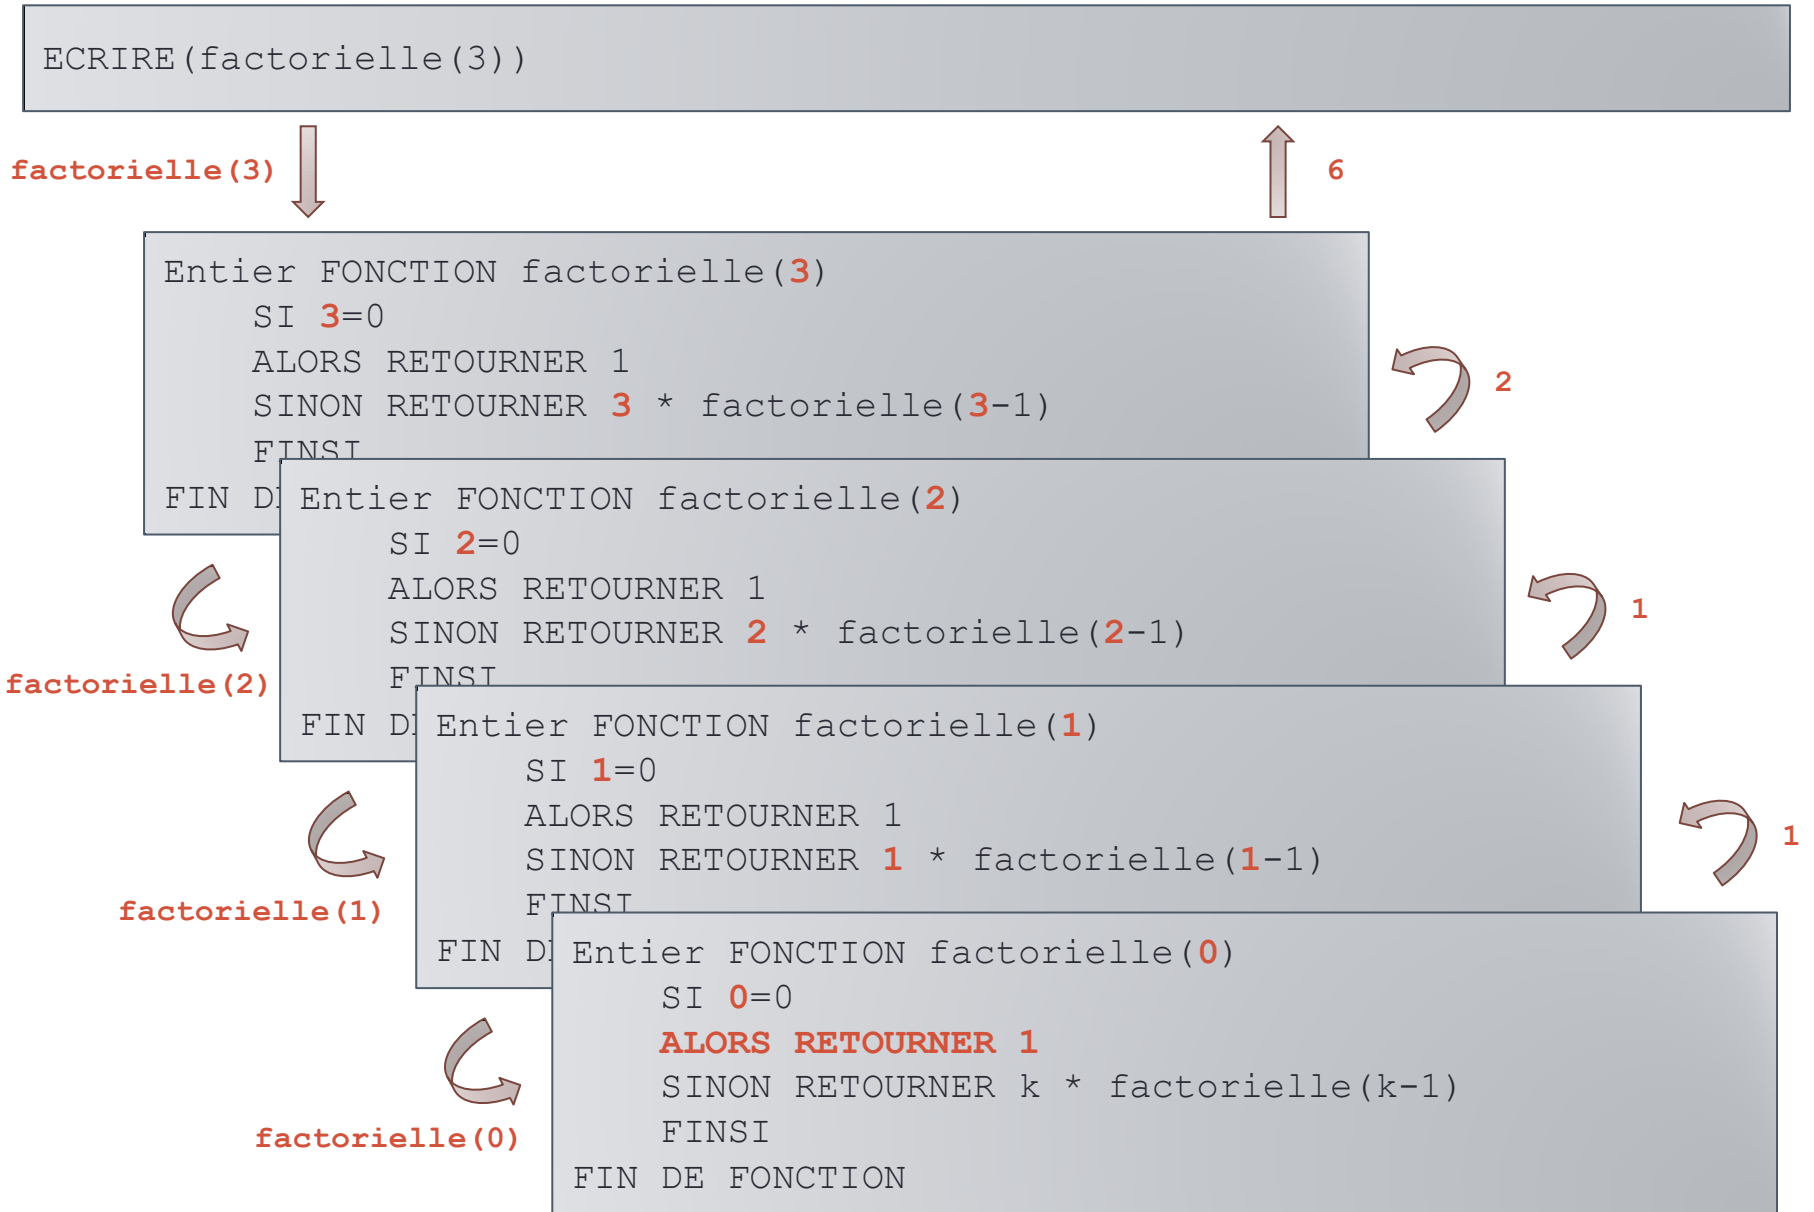 ECRIRE(factorielle(3))
factorielle(3)
6
Entier FONCTION factorielle(3)
SI 3=0
ALORS RETOURNER 1
SINON RETOURNER 3 * factorielle(3-1)
FINSI
FIN
2
factorielle(2)
Entier FONCTION factorielle(2)
SI 2=0
ALORS RETOURNER 1
SINON RETOURNER 2 * factorielle(2-1)
FINSI
FIN
1
factorielle(1)
Entier FONCTION factorielle(1)
SI 1=0
ALORS RETOURNER 1
SINON RETOURNER 1 * factorielle(1-1)
FINSI
FIN
1
factorielle(0)
Entier FONCTION factorielle(0)
SI 0=0
ALORS RETOURNER 1
SINON RETOURNER k * factorielle(k-1)
FINSI
FIN DE FONCTION